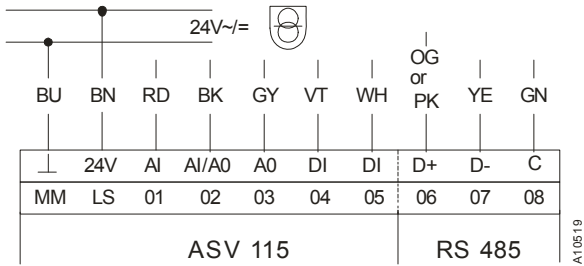 24V~/=
OG
or
BU BN RD BK GY VT WH PK YE GN
⊥ 24V AI AI/A0 A0 DI DI D+ D- C
MM LS 01 02 03 04 05 06 07 08
ASV 115 RS 485
A10519